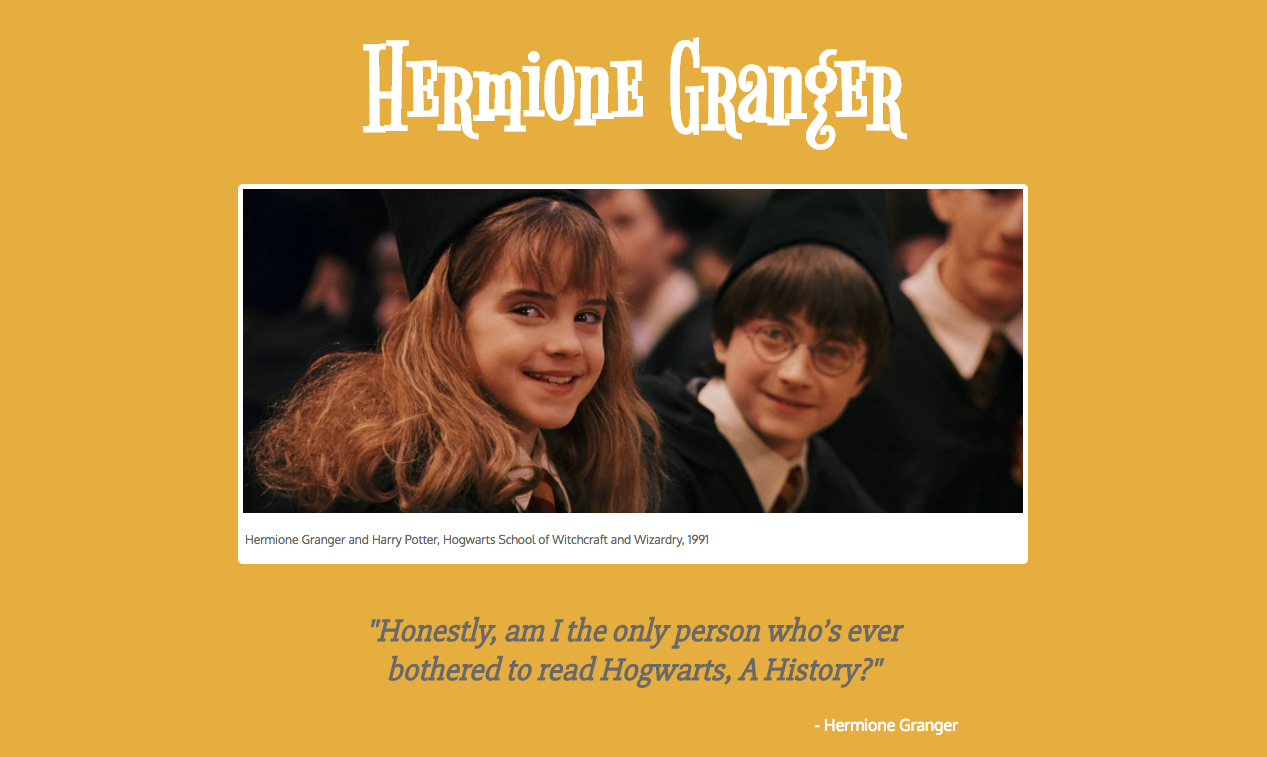 Hermione Granger
Hermione Granger and Harry Potter, Hogwarts School of Witchcraft and Wizardry, 1991
"Honestly, am I the only person who’s ever
bothered to read Hogwarts, A History?"
- Hermione Granger